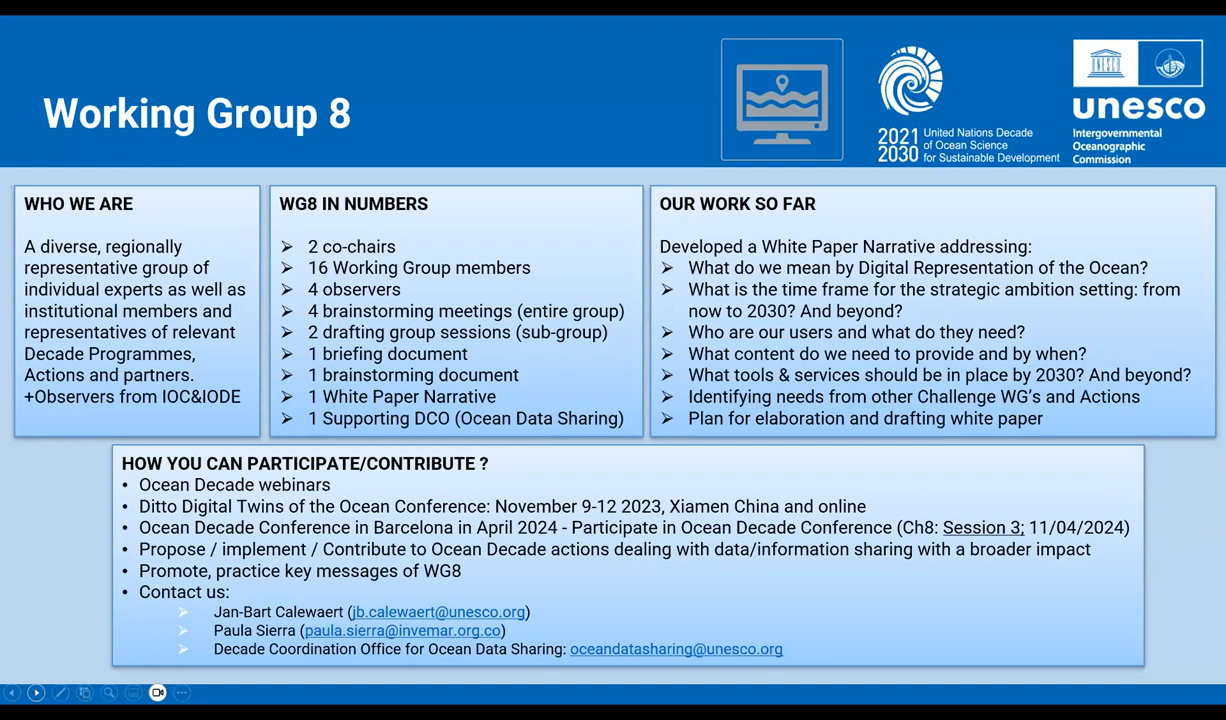 Working Group 8
2021
2030
United Nations Decade
of Ocean Science
for Sustainable Development
UNESCO
unesco
Intergovernmental
Oceanographic
Commission
WHO WE ARE
A diverse, regionally
representative group of
individual experts as well as
institutional members and
representatives of relevant
Decade Programmes,
Actions and partners.
+Observers from IOC&IODE
WG8 IN NUMBERS
➢ 2 co-chairs
➢ 16 Working Group members
➢ 4 observers
➢ 4 brainstorming meetings (entire group)
➢ 2 drafting group sessions (sub-group)
➢ 1 briefing document
➢ 1 brainstorming document
➢ 1 White Paper Narrative
➢ 1 Supporting DCO (Ocean Data Sharing)
OUR WORK SO FAR
Developed a White Paper Narrative addressing:
➢ What do we mean by Digital Representation of the Ocean?
➢ What is the time frame for the strategic ambition setting: from
now to 2030? And beyond?
➢ Who are our users and what do they need?
➢ What content do we need to provide and by when?
➢ What tools & services should be in place by 2030? And beyond?
➢ Identifying needs from other Challenge WG's and Actions
➢ Plan for elaboration and drafting white paper
HOW YOU CAN PARTICIPATE/CONTRIBUTE ?
• Ocean Decade webinars
• Ditto Digital Twins of the Ocean Conference: November 9-12 2023, Xiamen China and online
• Ocean Decade Conference in Barcelona in April 2024 - Participate in Ocean Decade Conference (Ch8: Session 3; 11/04/2024)
• Propose / implement / Contribute to Ocean Decade actions dealing with data/information sharing with a broader impact
• Promote, practice key messages of WG8
• Contact us:
➢ Jan-Bart Calewaert (jb.calewaert@unesco.org)
➢ Paula Sierra (paula.sierra@invemar.org.co)
➢ Decade Coordination Office for Ocean Data Sharing: oceandatasharing@unesco.org